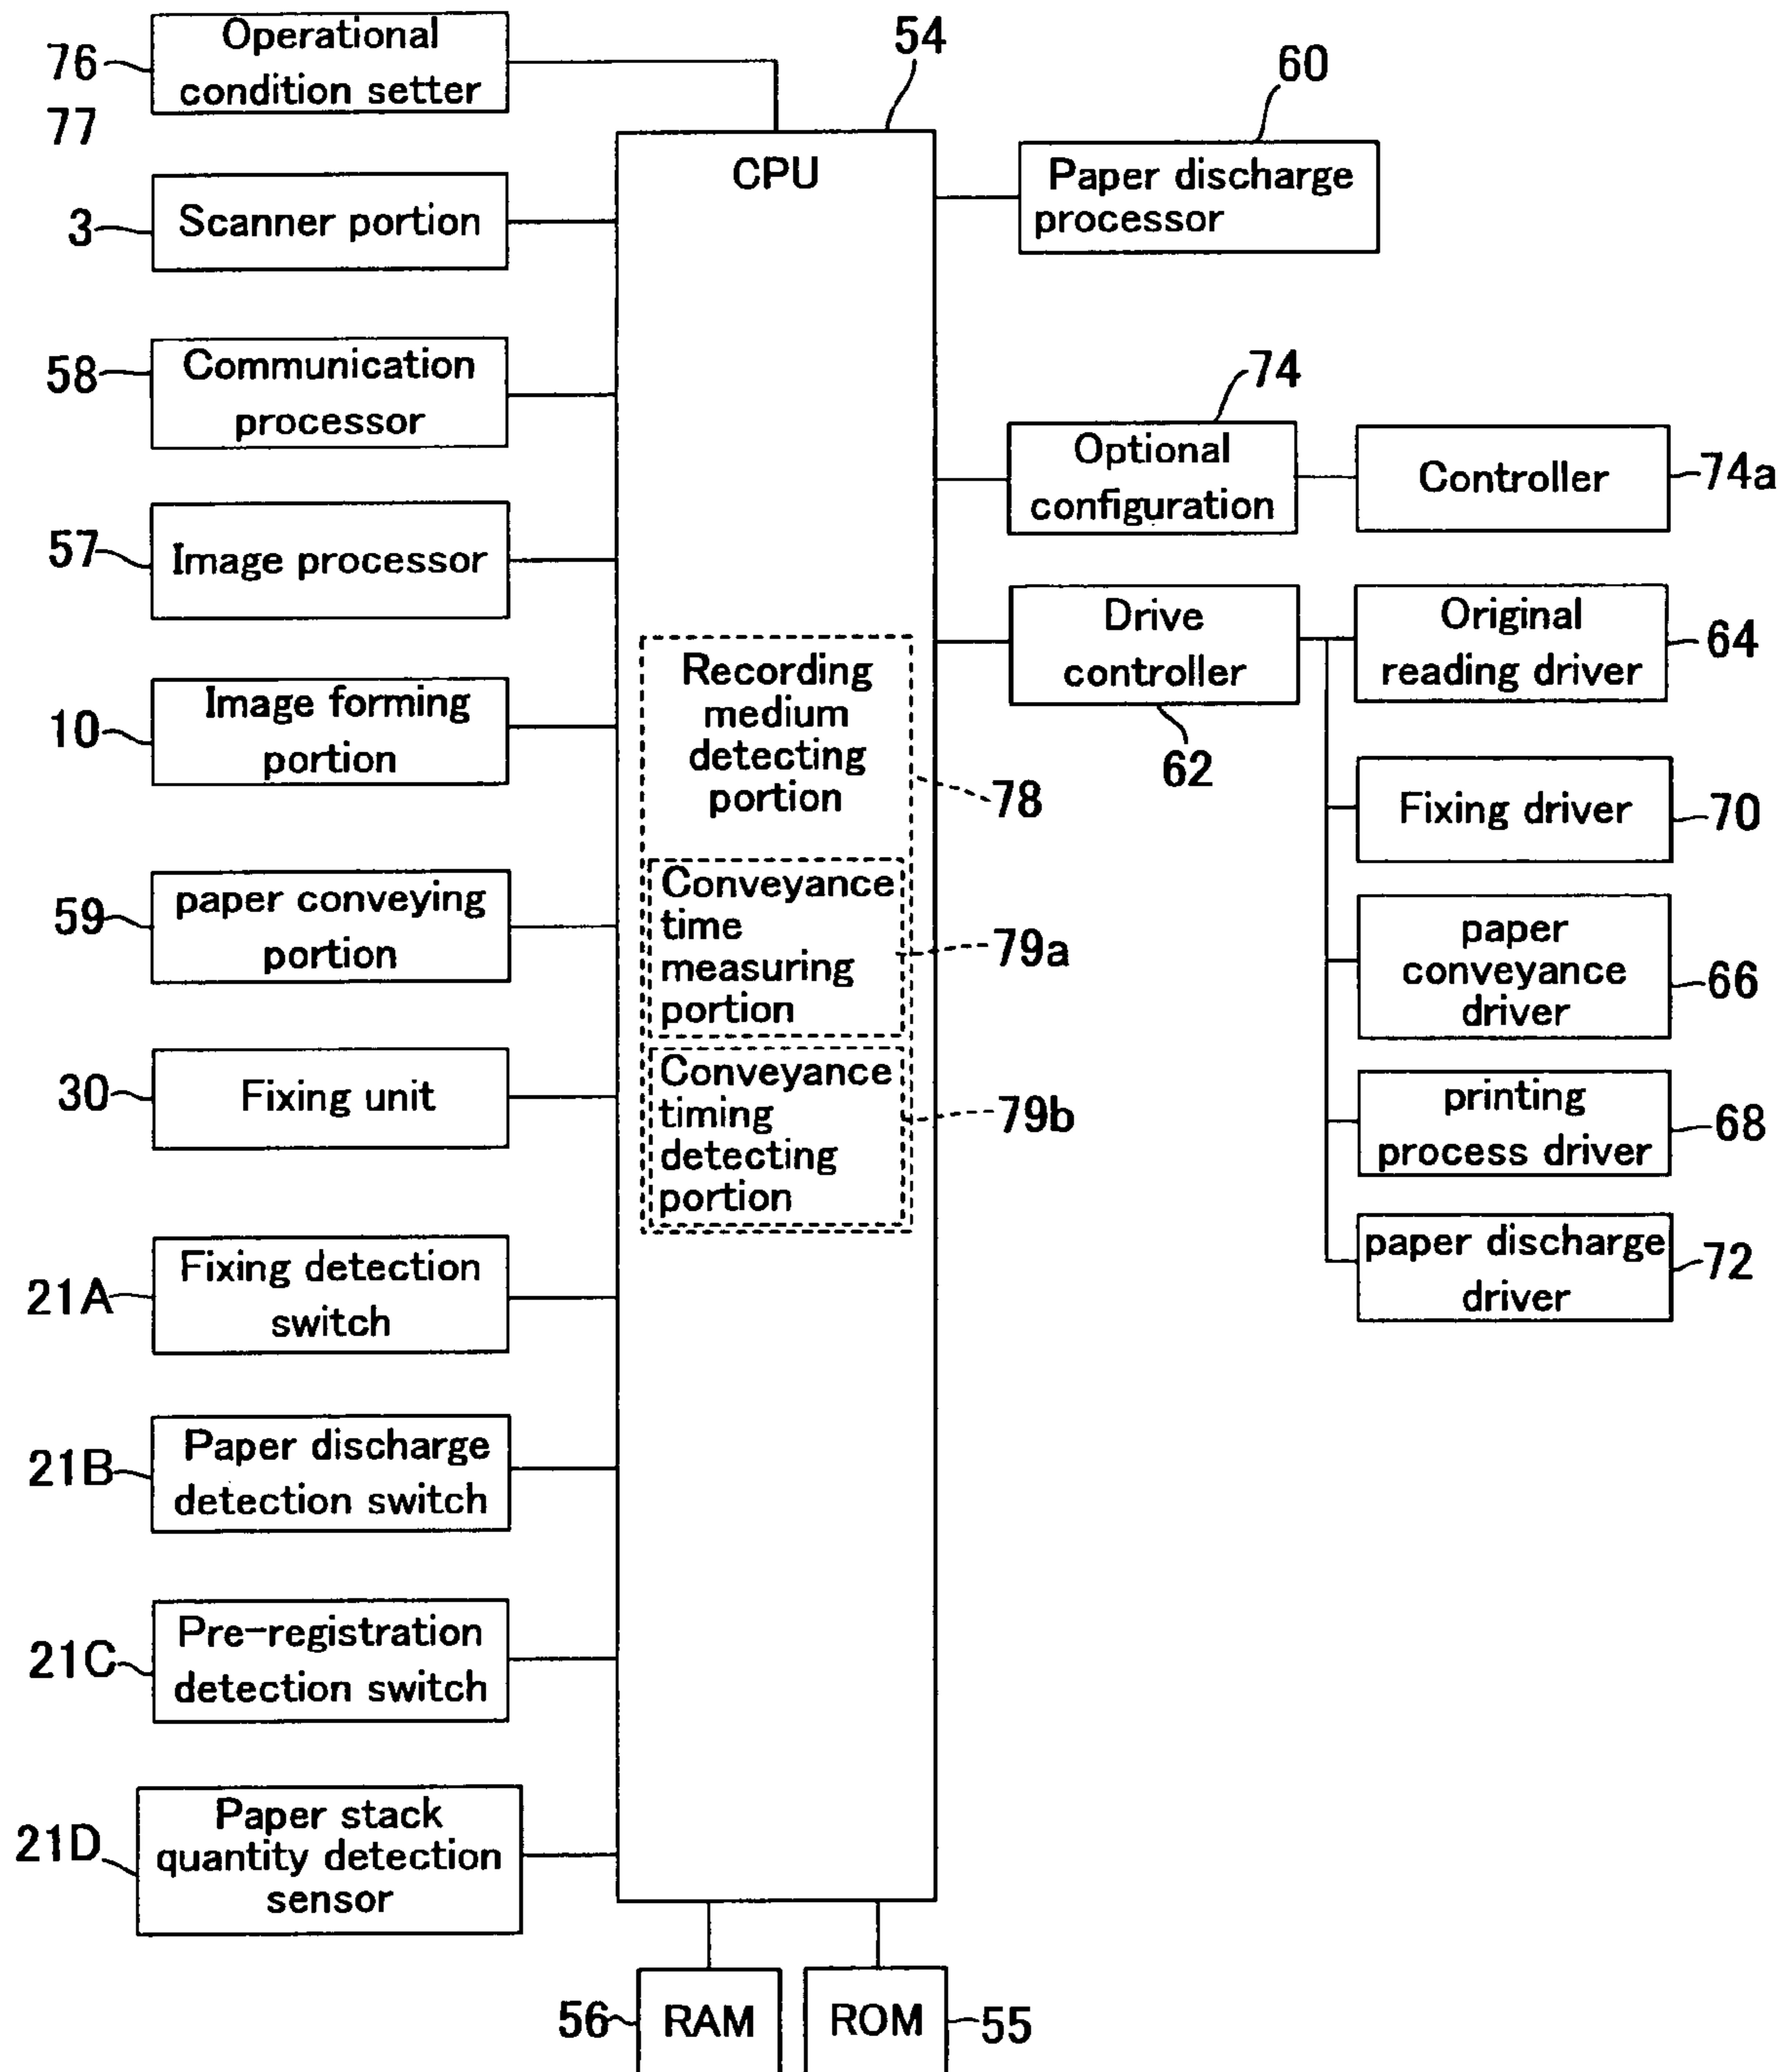 54
76
77
Operational
condition setter
60
CPU
Paper discharge
processor
3
Scanner portion
58
Communication
processor
74
Optional
configuration
Controller
74a
57
Image processor
Drive
controller
62
Original
reading driver
64
10
Image forming
portion
Recording
medium
detecting
portion
78
Fixing driver
70
59
paper conveying
portion
Conveyance
time
measuring
portion
79a
paper
conveyance
driver
66
30
Fixing unit
Conveyance
timing
detecting
portion
79b
printing
process driver
68
21A
Fixing detection
switch
paper discharge
driver
72
21B
Paper discharge
detection switch
21C
Pre-registration
detection switch
21D
Paper stack
quantity detection
sensor
56
RAM
ROM
55